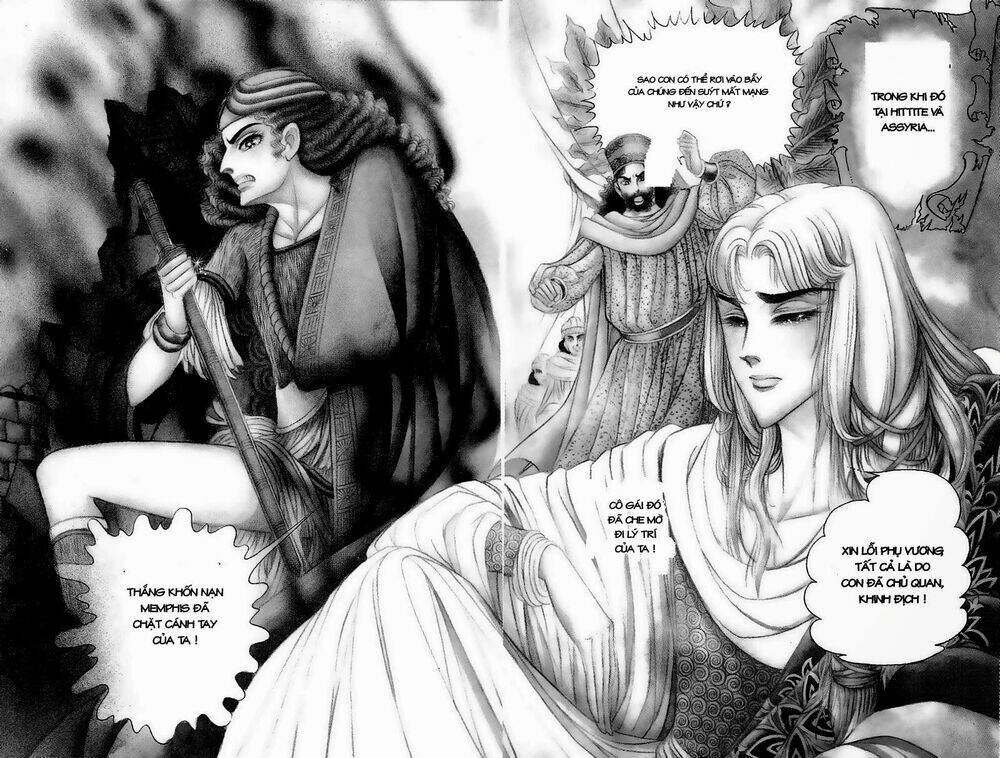 TRONG KHI ĐÓ
TẠI HITTITE VÀ
ASSYRIA...
SAO CON CÓ THỂ RƠI VÀO BẪY
CỦA CHÚNG ĐẾN SUÝT MẤT MẠNG
NHƯ VẬY CHỨ ?
XIN LỖI PHỤ VƯƠNG
TẤT CẢ LÀ DO
CON ĐÃ CHỦ QUAN,
KHINH ĐỊCH !
CÔ GÁI ĐÓ
ĐÃ CHE MỜ
ĐI LÝ TRÍ
CỦA TA !
THẰNG KHỐN NẠN
MEMPHIS ĐÃ
CHẶT CÁNH TAY
CỦA TA !